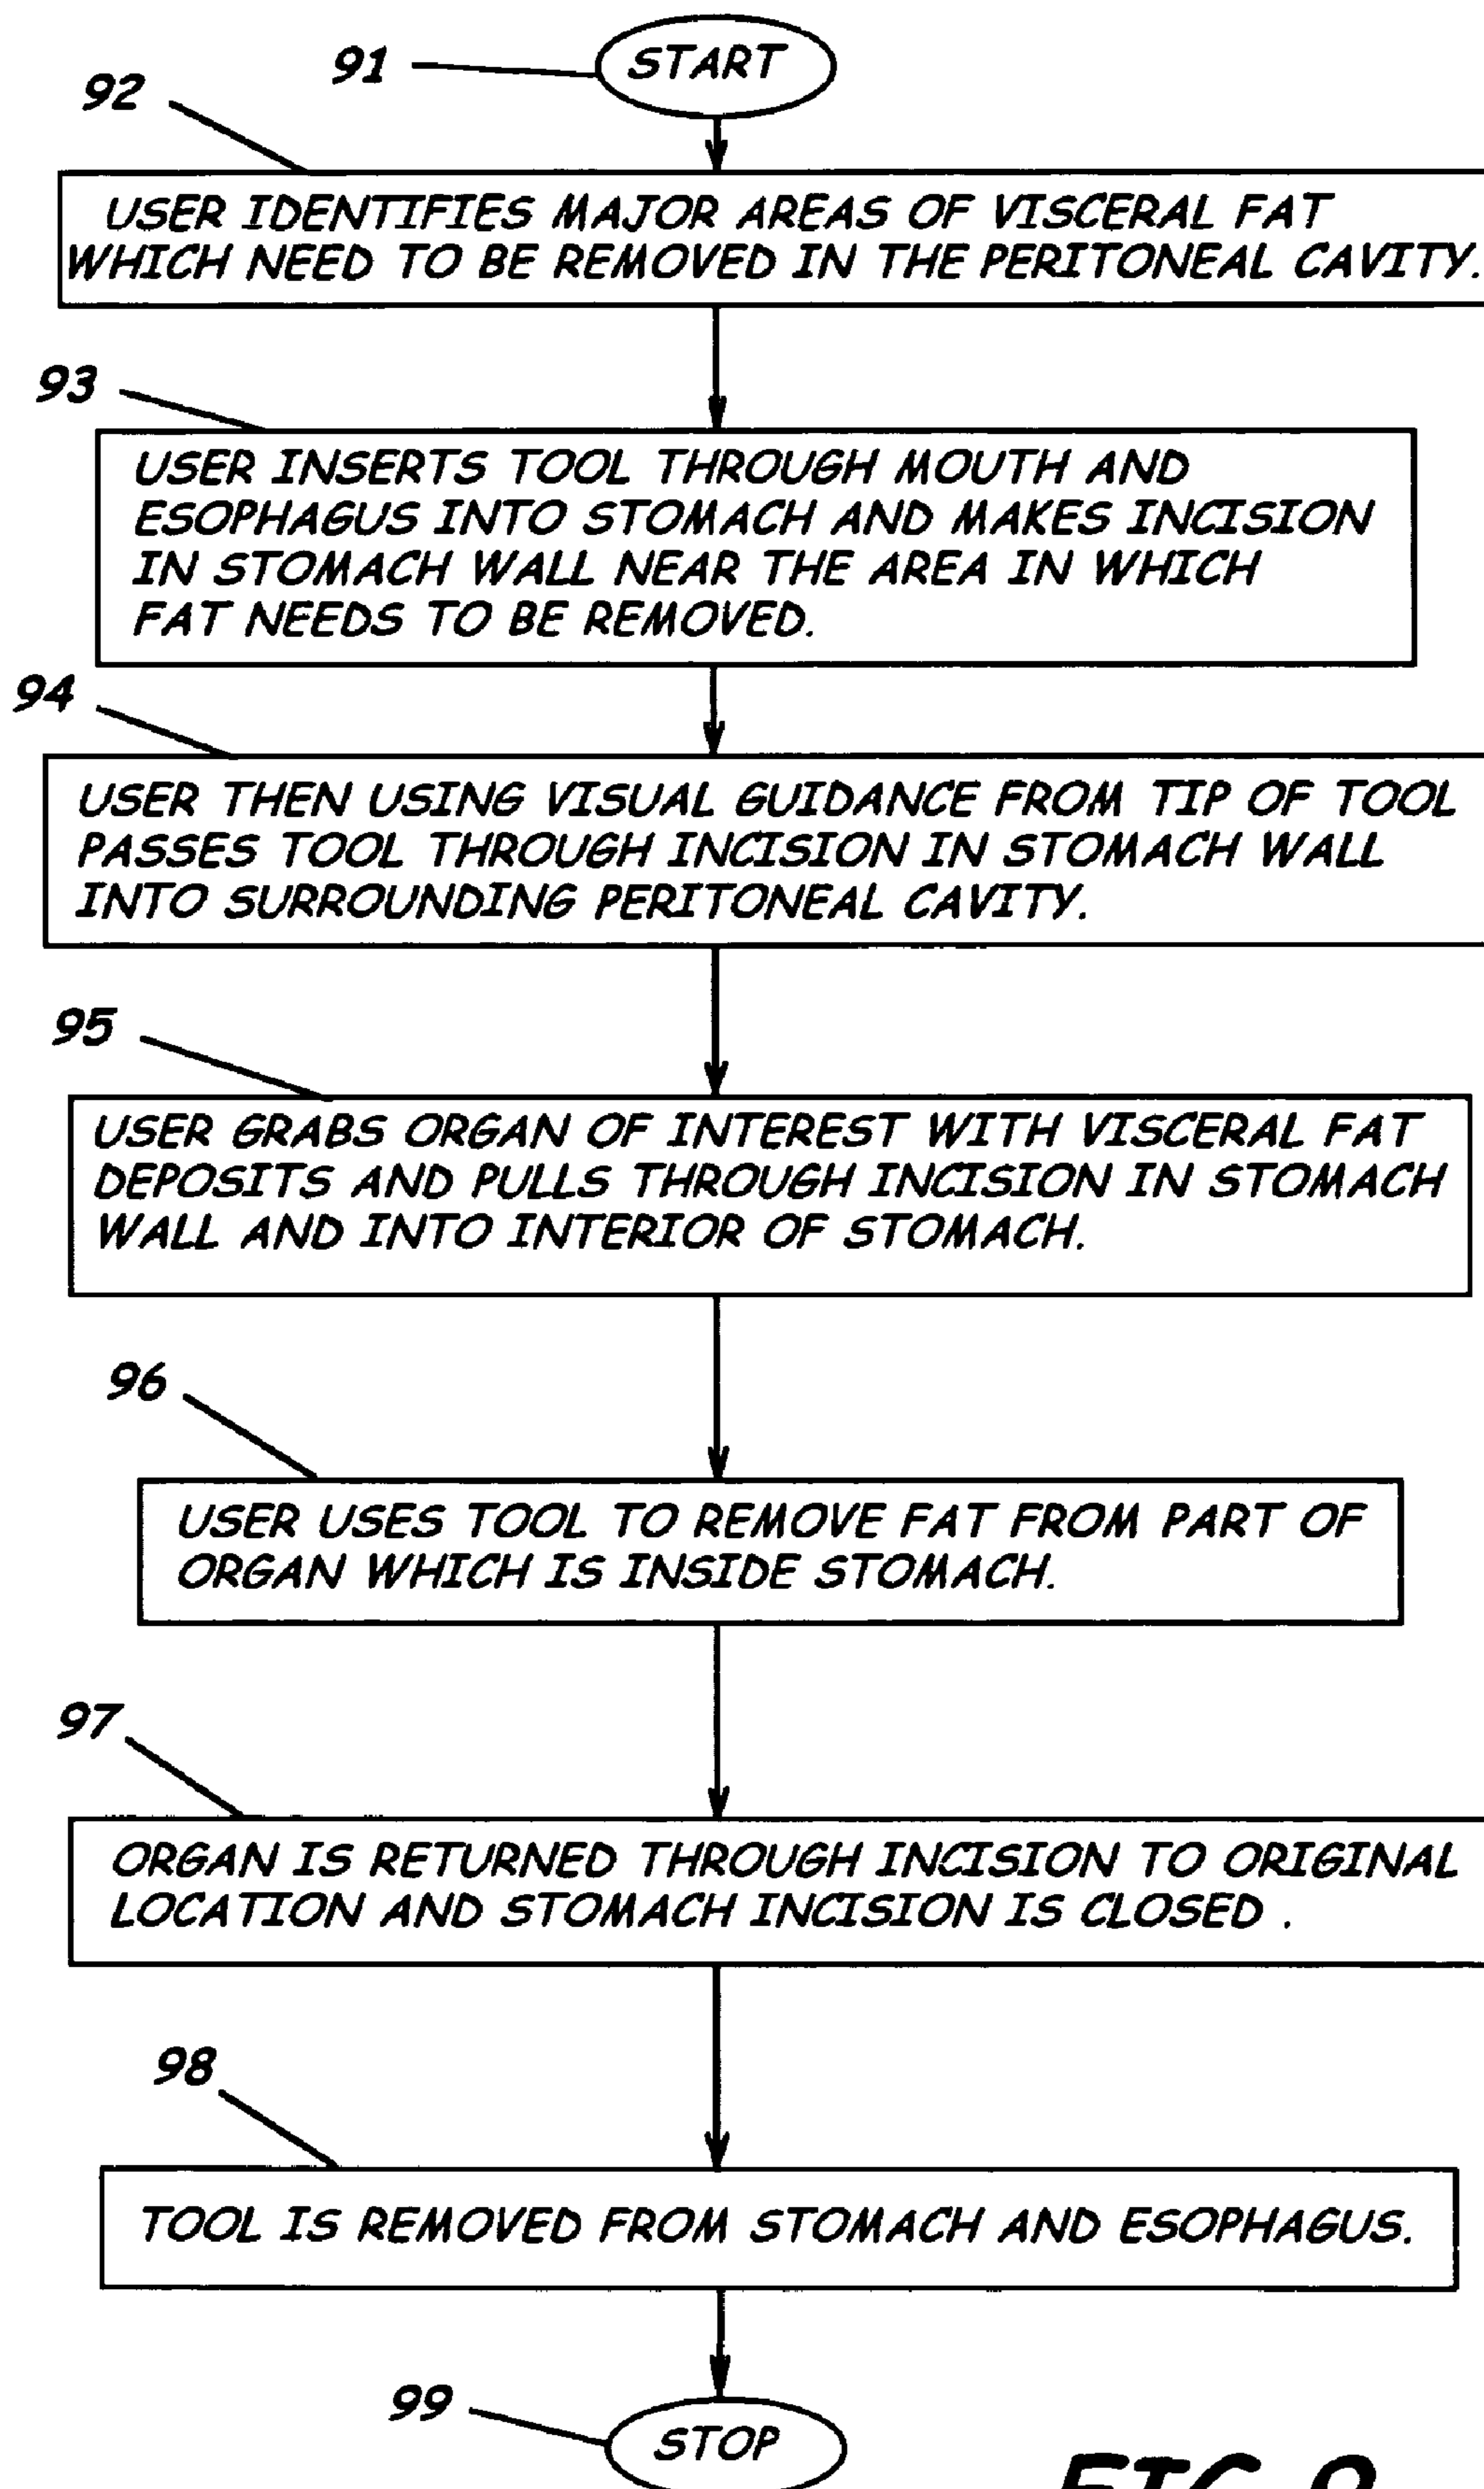 91
START
92
USER IDENTIFIES MAJOR AREAS OF VISCERAL FAT
WHICH NEED TO BE REMOVED IN THE PERITONEAL CAVITY.
93
USER INSERTS TOOL THROUGH MOUTH AND
ESOPHAGUS INTO STOMACH AND MAKES INCISION
IN STOMACH WALL NEAR THE AREA IN WHICH
FAT NEEDS TO BE REMOVED.
94
USER THEN USING VISUAL GUIDANCE FROM TIP OF TOOL
PASSES TOOL THROUGH INCISION IN STOMACH WALL
INTO SURROUNDING PERITONEAL CAVITY.
95
USER GRABS ORGAN OF INTEREST WITH VISCERAL FAT
DEPOSITS AND PULLS THROUGH INCISION IN STOMACH
WALL AND INTO INTERIOR OF STOMACH.
96
USER USES TOOL TO REMOVE FAT FROM PART OF
ORGAN WHICH IS INSIDE STOMACH.
97
ORGAN IS RETURNED THROUGH INCISION TO ORIGINAL
LOCATION AND STOMACH INCISION IS CLOSED .
98
TOOL IS REMOVED FROM STOMACH AND ESOPHAGUS.
99
STOP